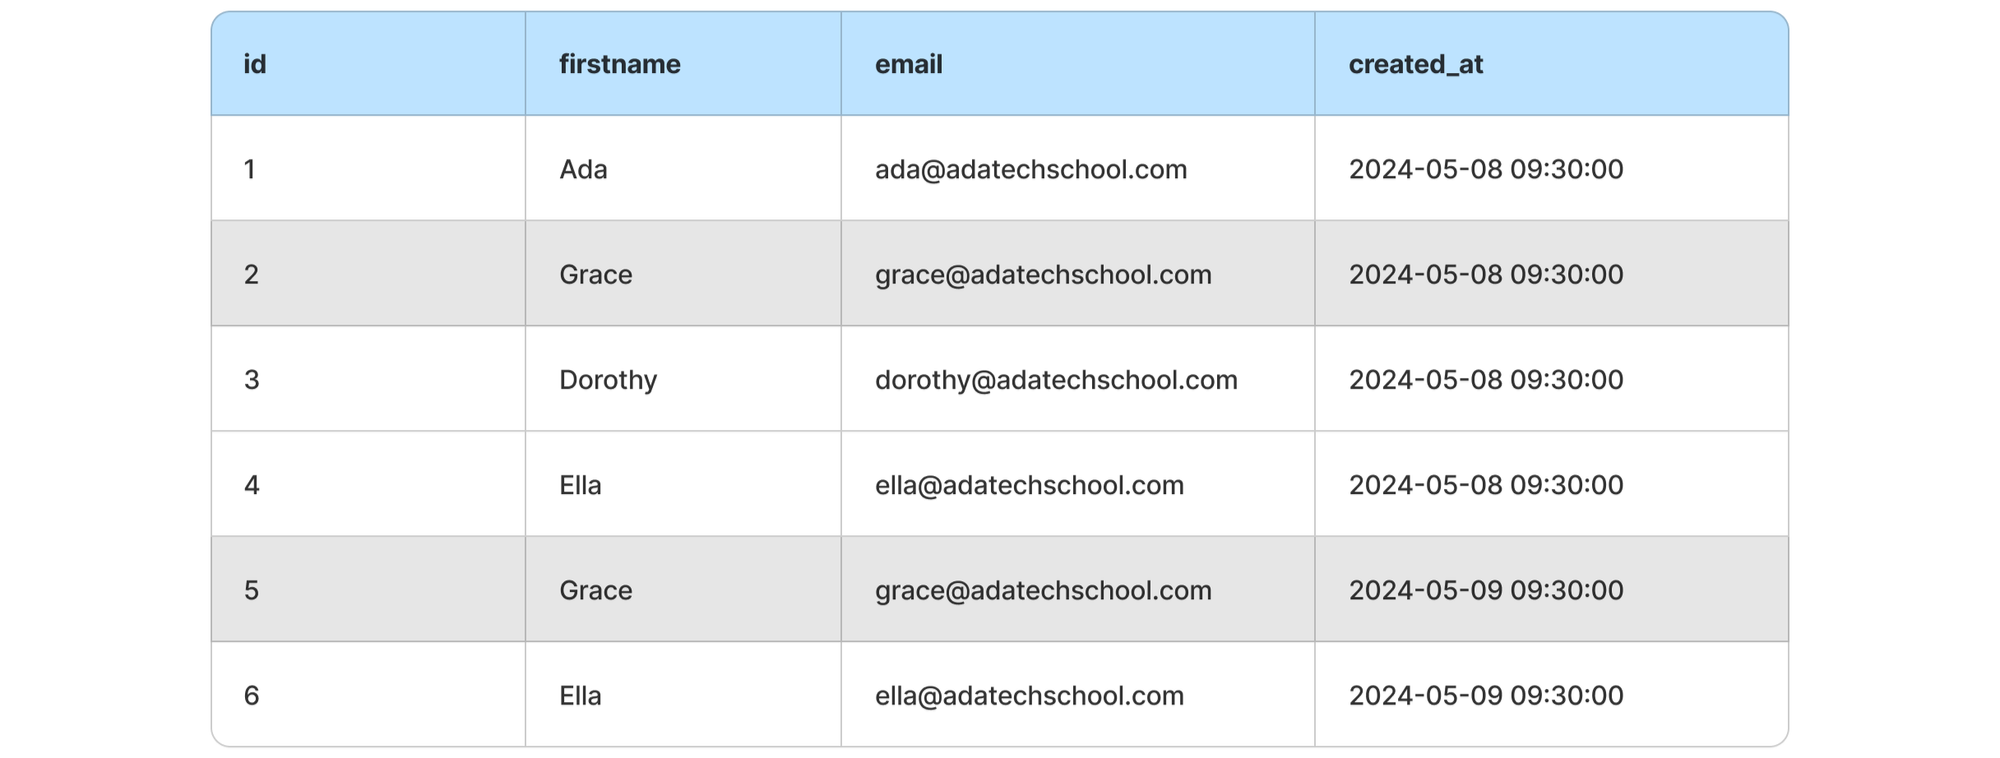 id firstname email created_at
1 Ada ada@adatechschool.com 2024-05-08 09:30:00
2 Grace grace@adatechschool.com 2024-05-08 09:30:00
3 Dorothy dorothy@adatechschool.com 2024-05-08 09:30:00
4 Ella ella@adatechschool.com 2024-05-08 09:30:00
5 Grace grace@adatechschool.com 2024-05-09 09:30:00
6 Ella ella@adatechschool.com 2024-05-09 09:30:00